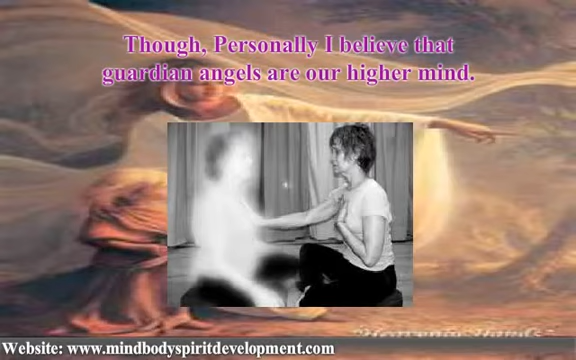 Though, Personally I believe that
guardian angels are our higher mind.
Website: www.mindbodyspiritdevelopment.com